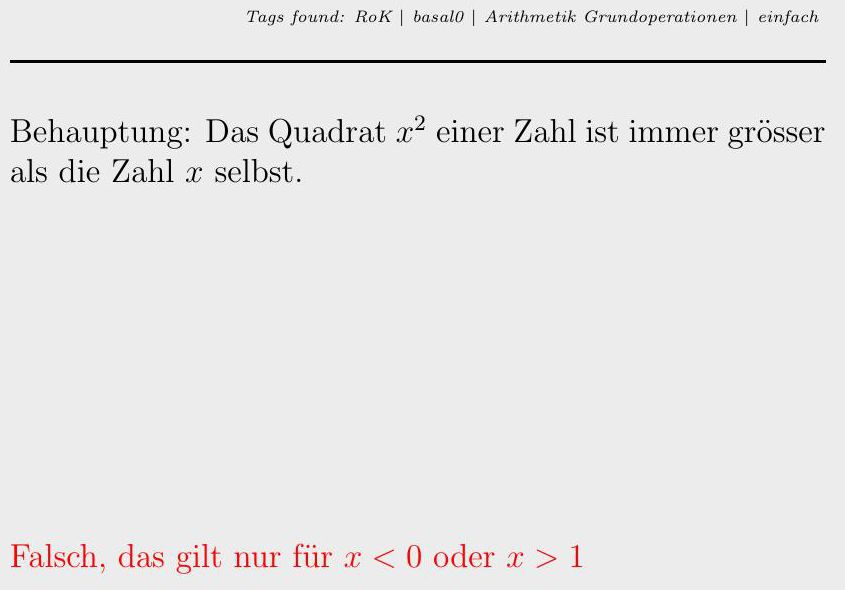 Tags found: RoK | basal0 | Arithmetik Grundoperationen | einfach
Behauptung: Das Quadrat x² einer Zahl ist immer grösser
als die Zahl x selbst.
Falsch, das gilt nur für x < 0 oder x > 1